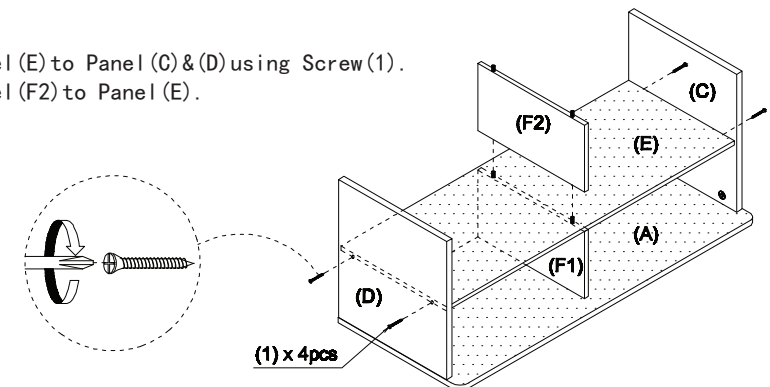 (E) to Panel (C)&(D) using Screw(1).
(F2) to Panel (E).
(C)
(F2)
(E)
(A)
(F1)
(D)
(1) x 4pcs